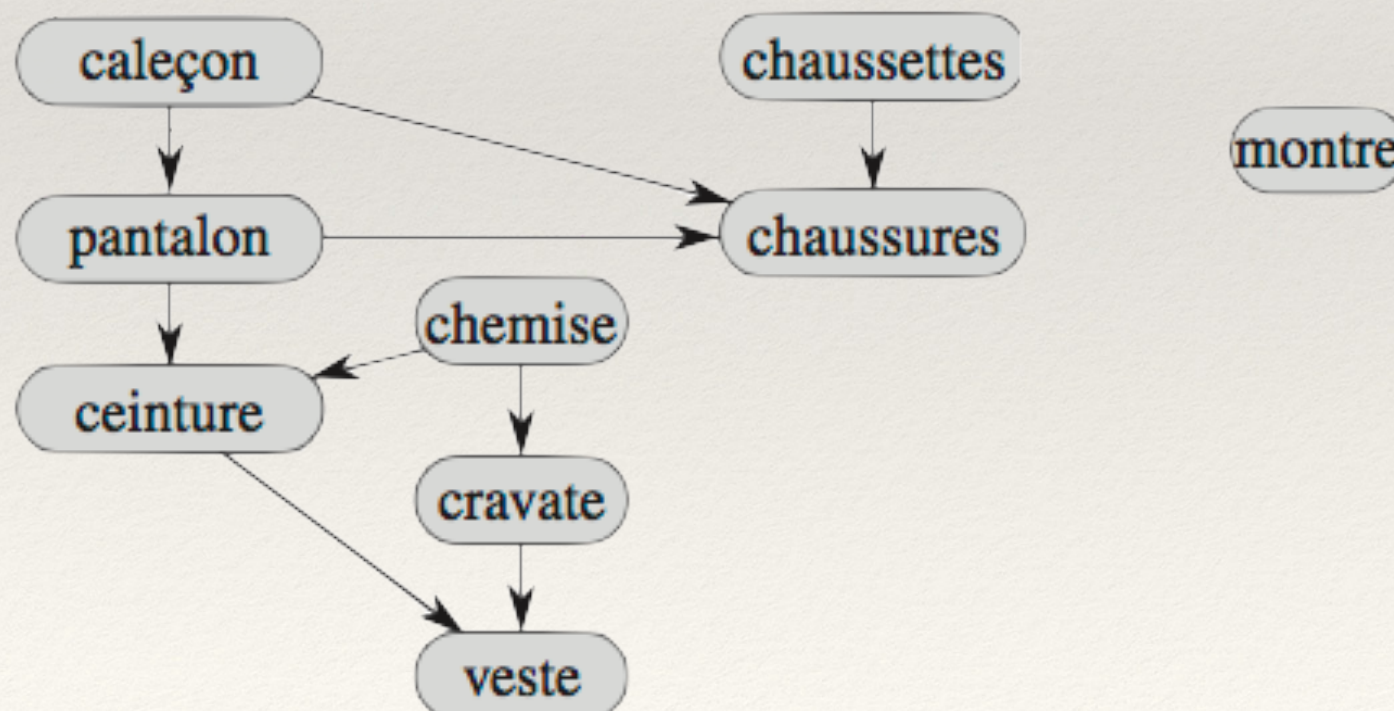 caleçon
chaussettes
montre
pantalon
chaussures
chemise
ceinture
cravate
veste